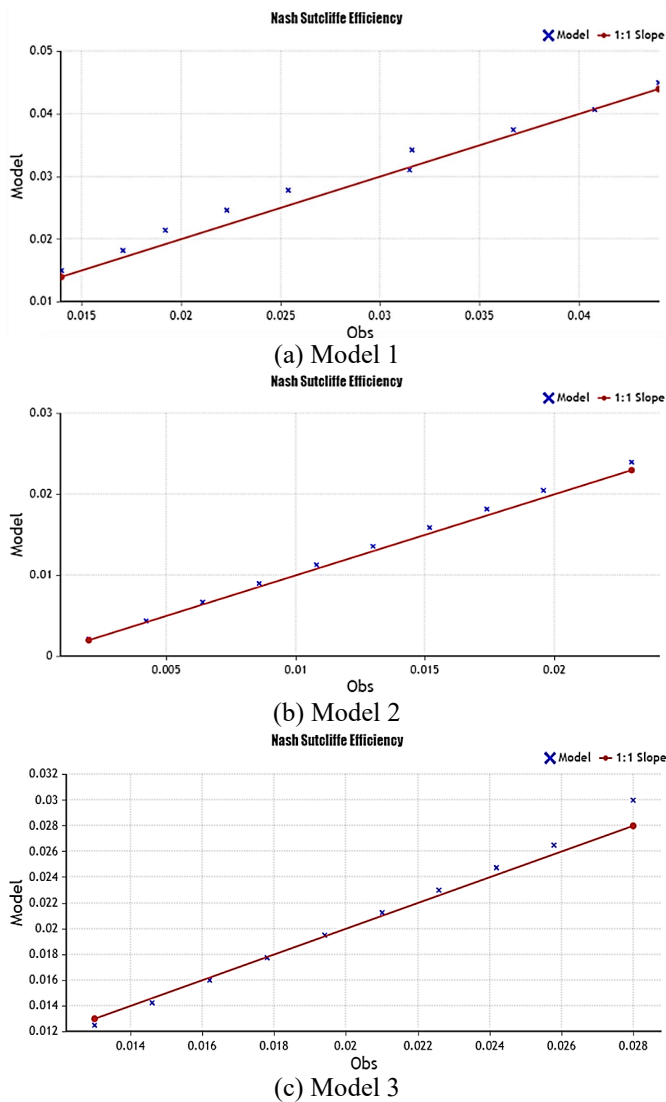 Nash Sutcliffe Efficiency
Model 1:1 Slope
0.05
0.04
0.03
0.02
0.01
Model
0.015 0.02 0.025 0.03 0.035 0.04
Obs
(a) Model 1
Nash Sutcliffe Efficiency
Model 1:1 Slope
0.03
0.02
0.01
0
Model
0.005 0.01 0.015 0.02
Obs
(b) Model 2
Nash Sutcliffe Efficiency
Model 1:1 Slope
0.032
0.03
0.028
0.026
0.024
0.022
0.02
0.018
0.016
0.014
0.012
Model
0.014 0.016 0.018 0.02 0.022 0.024 0.026 0.028
Obs
(c) Model 3